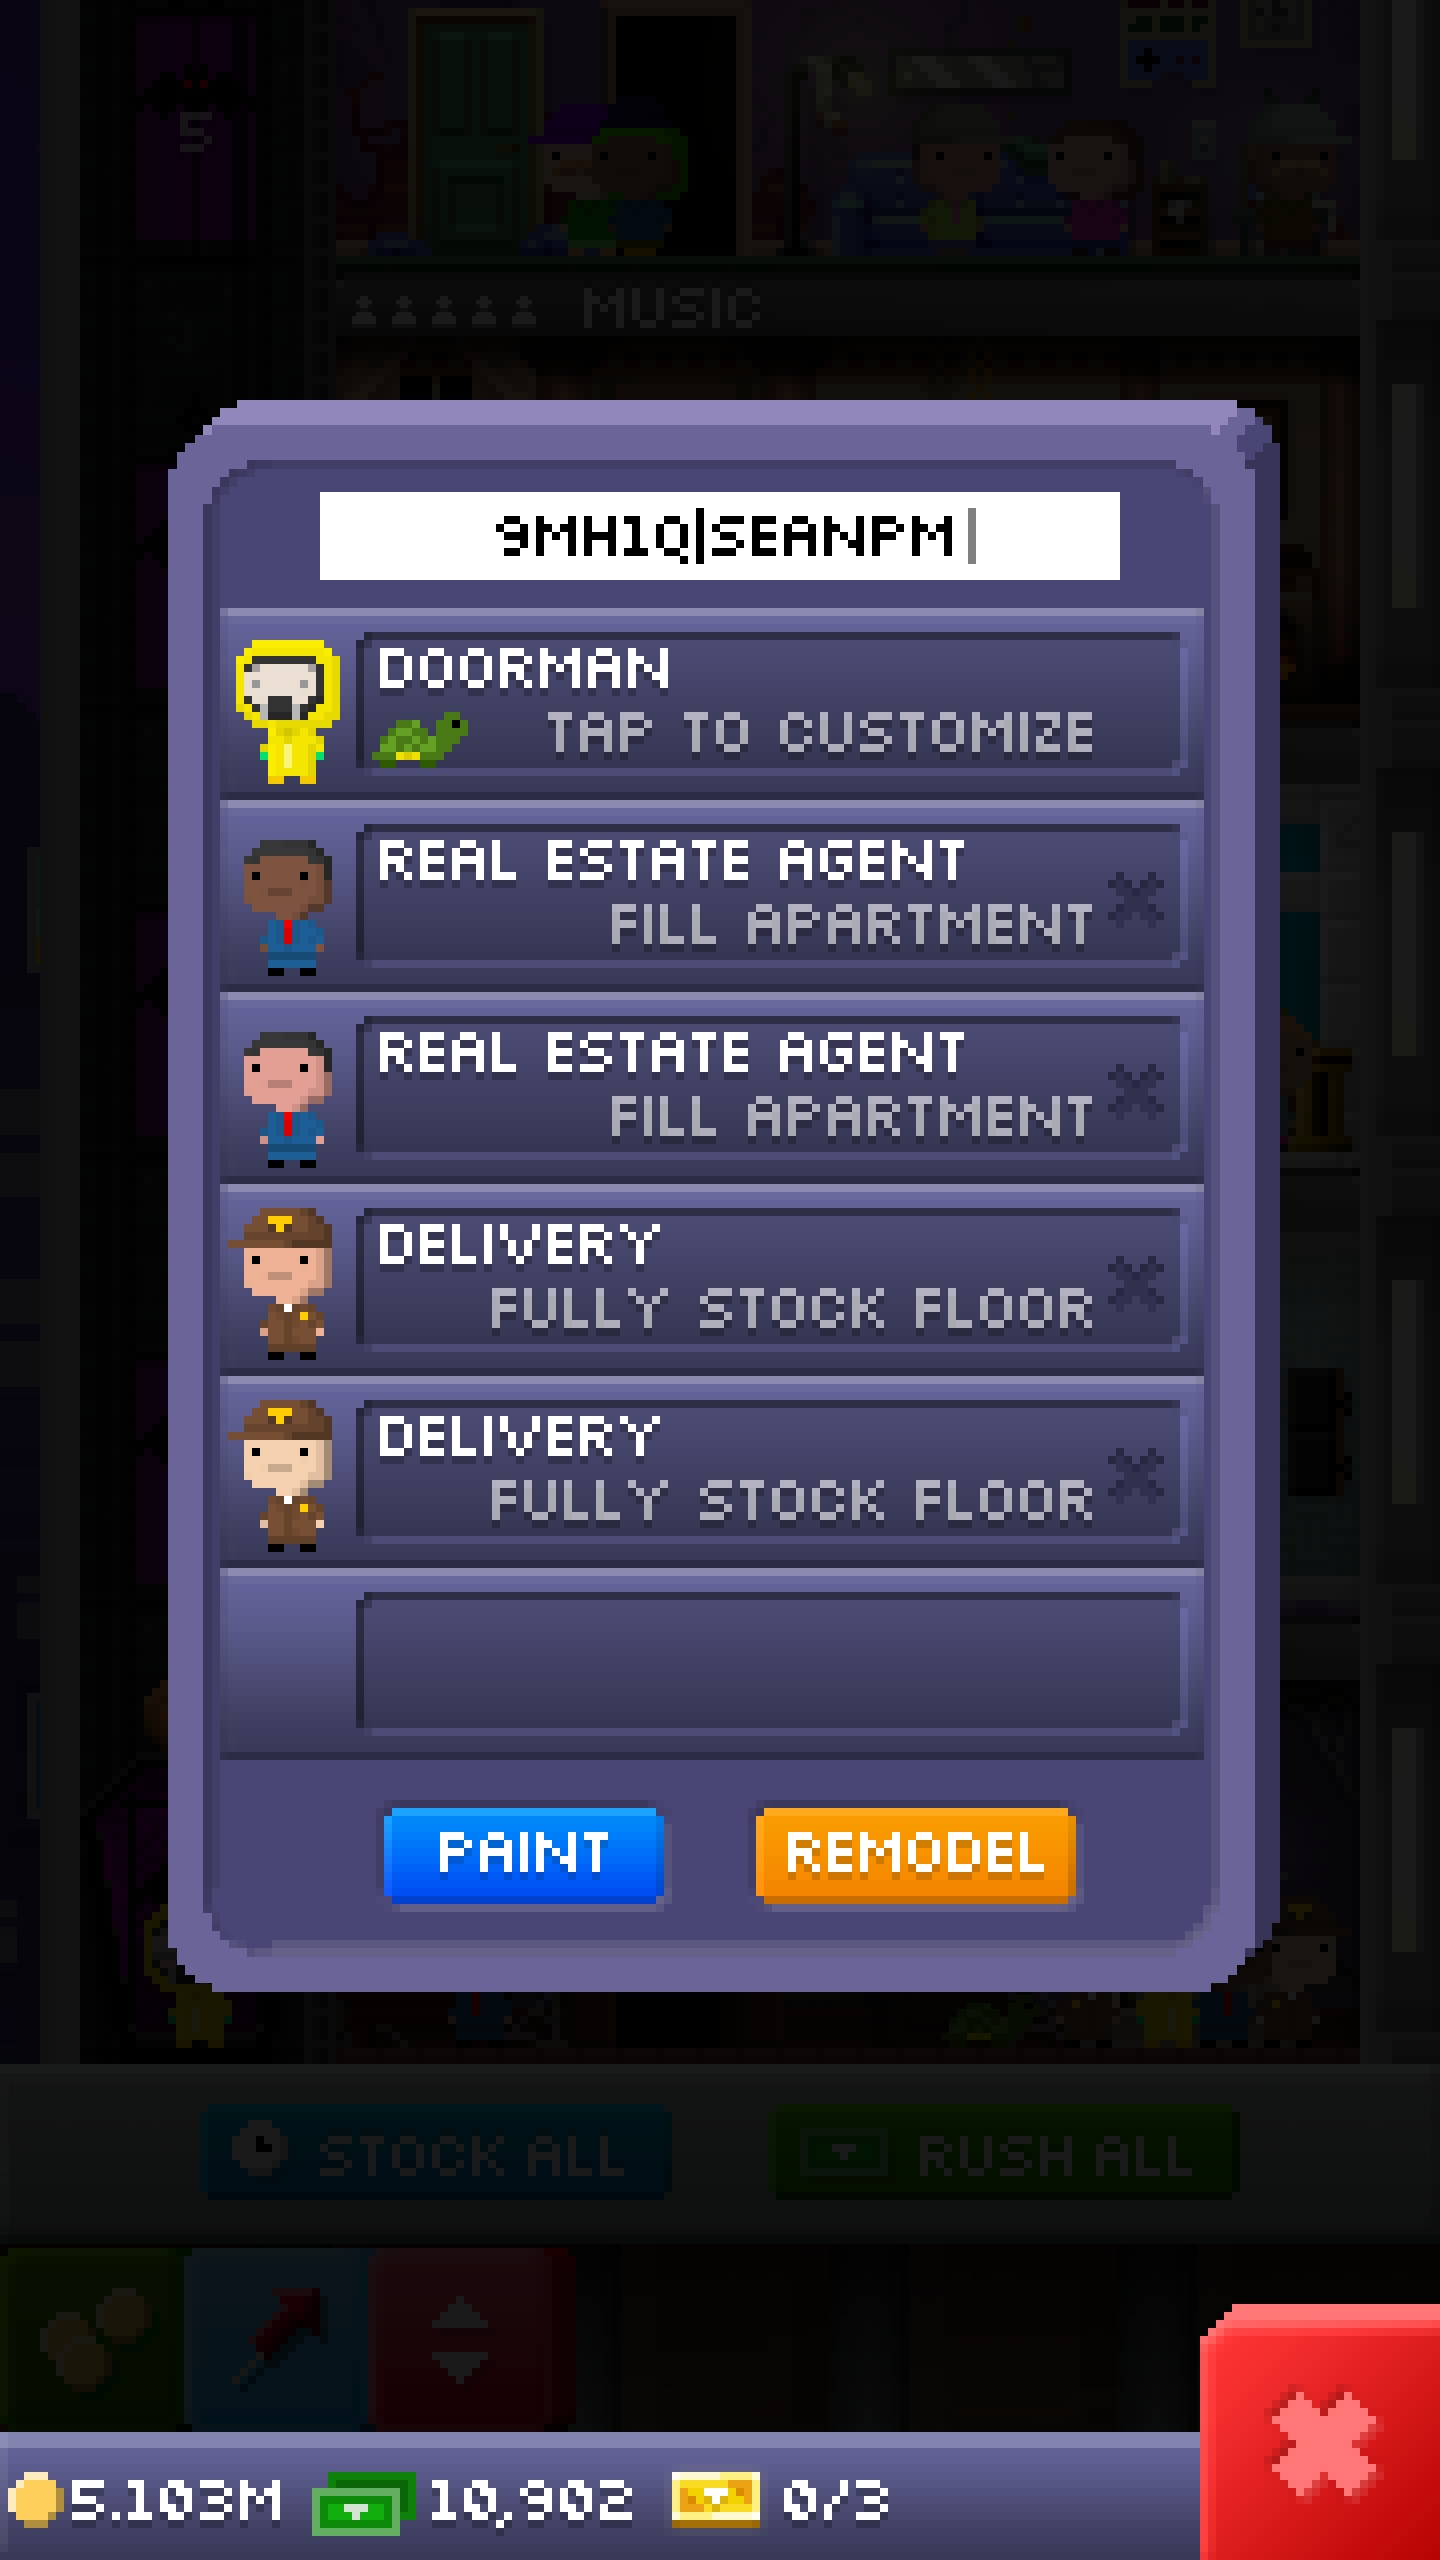 5
MUSIC
9MH1Q|SEANPM
DOORMAN
TAP TO CUSTOMIZE
REAL ESTATE AGENT
FILL APARTMENT
REAL ESTATE AGENT
FILL APARTMENT
DELIVERY
FULLY STOCK FLOOR
DELIVERY
FULLY STOCK FLOOR
PAINT REMODEL
STOCK ALL RUSH ALL
5.103M 10,902 0/3